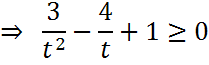 ⇒ 3/t² − 4/t + 1 ≥ 0